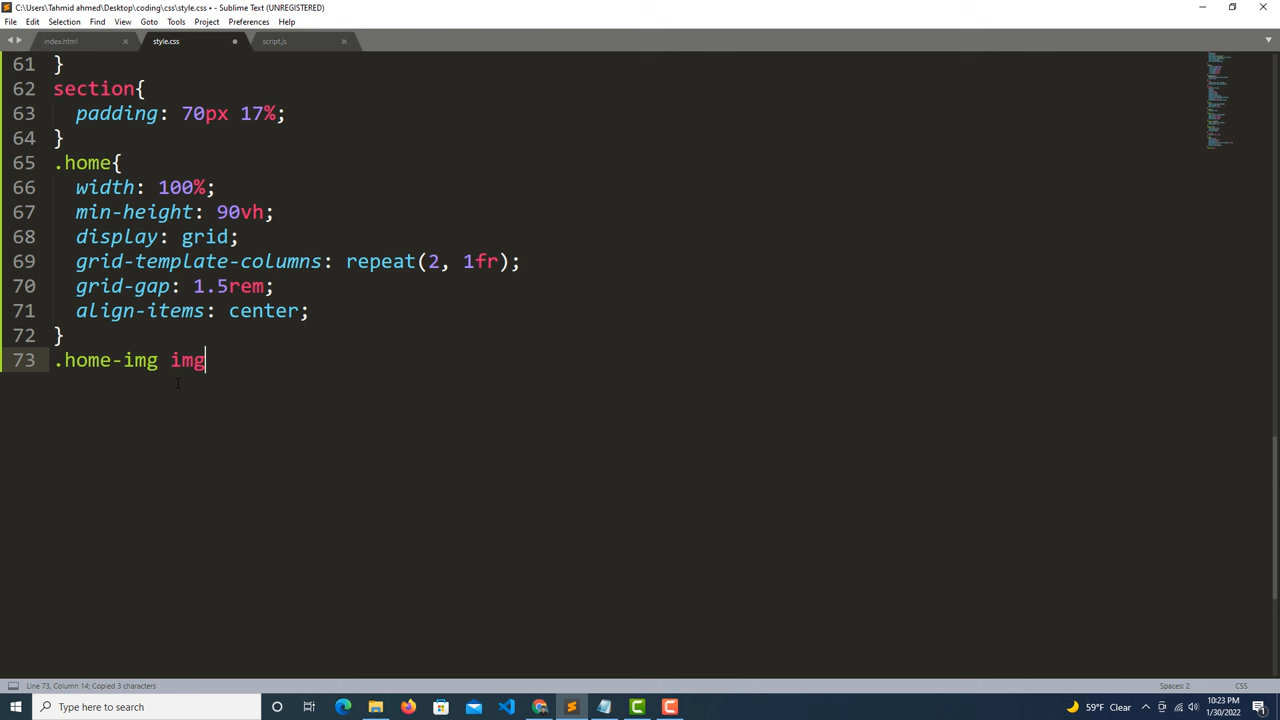 C:\Users\Tahmid ahmed\Desktop\coding\css\style.css • - Sublime Text (UNREGISTERED)
File Edit Selection Find View Goto Tools Project Preferences Help
index.html style.css script.js
61 }
62 section{
63 padding: 70px 17%;
64 }
65 .home{
66 width: 100%;
67 min-height: 90vh;
68 display: grid;
69 grid-template-columns: repeat(2, 1fr);
70 grid-gap: 1.5rem;
71 align-items: center;
72 }
73 .home-img img
Line 73, Column 14; Copied 3 characters Spaces: 2 CSS
Type here to search 59°F Clear 10:23 PM
1/30/2022